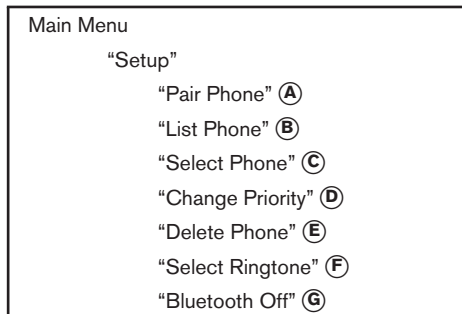 Main Menu
“Setup”
“Pair Phone” Ⓐ
“List Phone” Ⓑ
“Select Phone” Ⓒ
“Change Priority” Ⓓ
“Delete Phone” Ⓔ
“Select Ringtone” Ⓕ
“Bluetooth Off” Ⓖ